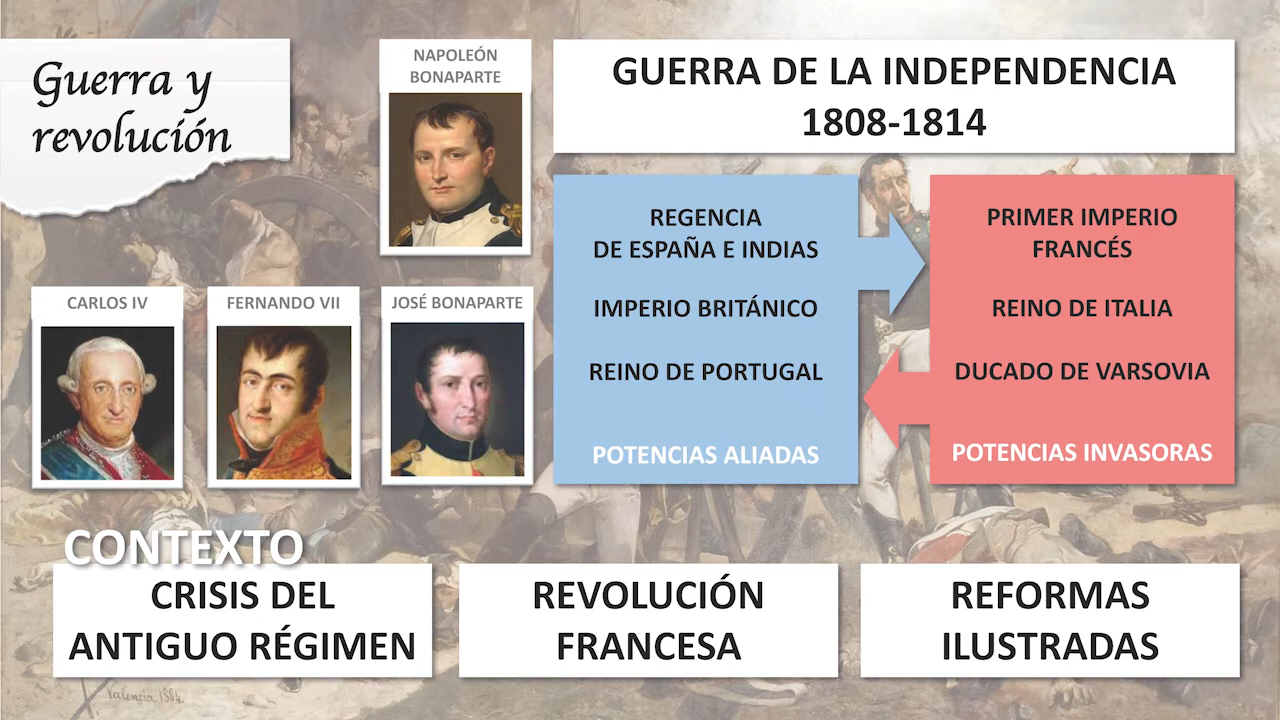 Guerra y
revolución
NAPOLEÓN
BONAPARTE
CARLOS IV
FERNANDO VII
JOSÉ BONAPARTE
GUERRA DE LA INDEPENDENCIA
1808-1814
REGENCIA
DE ESPAÑA E INDIAS
IMPERIO BRITÁNICO
REINO DE PORTUGAL
POTENCIAS ALIADAS
PRIMER IMPERIO
FRANCÉS
REINO DE ITALIA
DUCADO DE VARSOVIA
POTENCIAS INVASORAS
CONTEXTO
CRISIS DEL
ANTIGUO RÉGIMEN
REVOLUCIÓN
FRANCESA
REFORMAS
ILUSTRADAS
Valencia 1884.